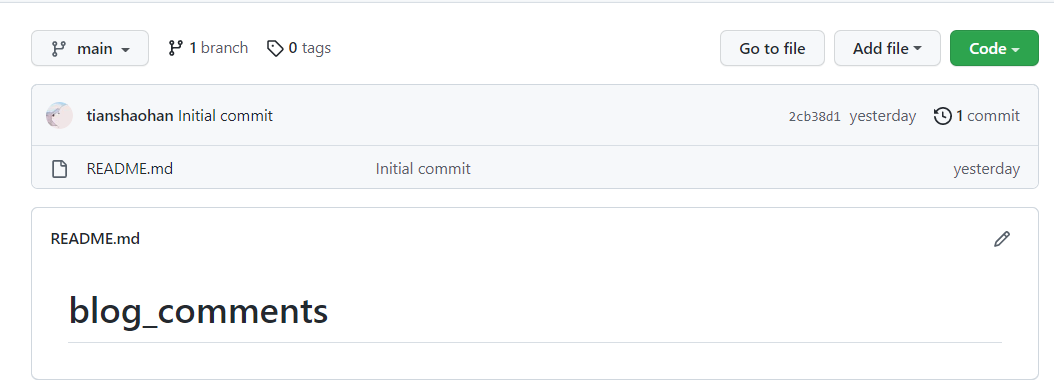 main 1 branch 0 tags Go to file Add file Code
tianshaohan Initial commit 2cb38d1 yesterday 1 commit
README.md Initial commit yesterday
README.md
blog_comments